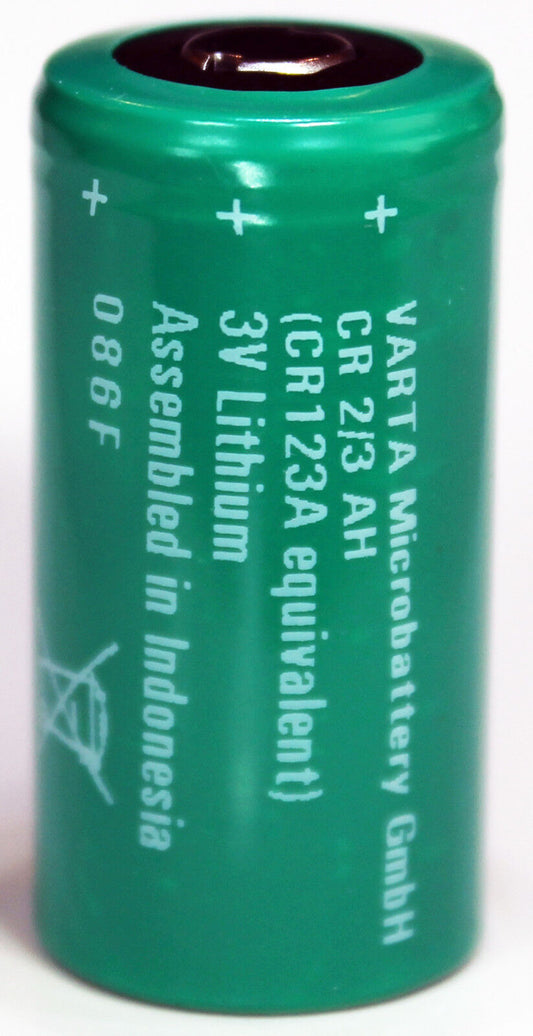 + + +
VARTA Microbattery GmbH
CR 2/3 AH
(CR123A equivalent)
3V Lithium
Assembled in Indonesia
086F